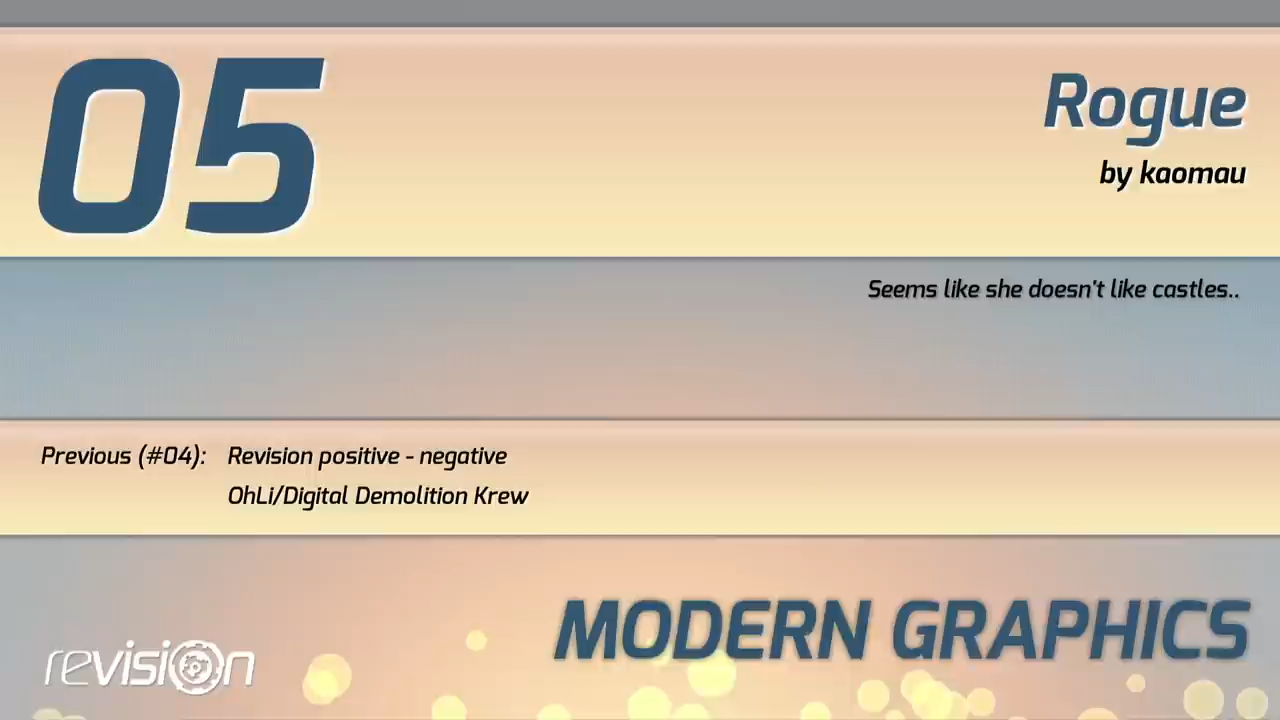 05
Rogue
by kaomau
Seems like she doesn't like castles..
Previous (#04): Revision positive - negative
OhLi/Digital Demolition Krew
MODERN GRAPHICS
revision